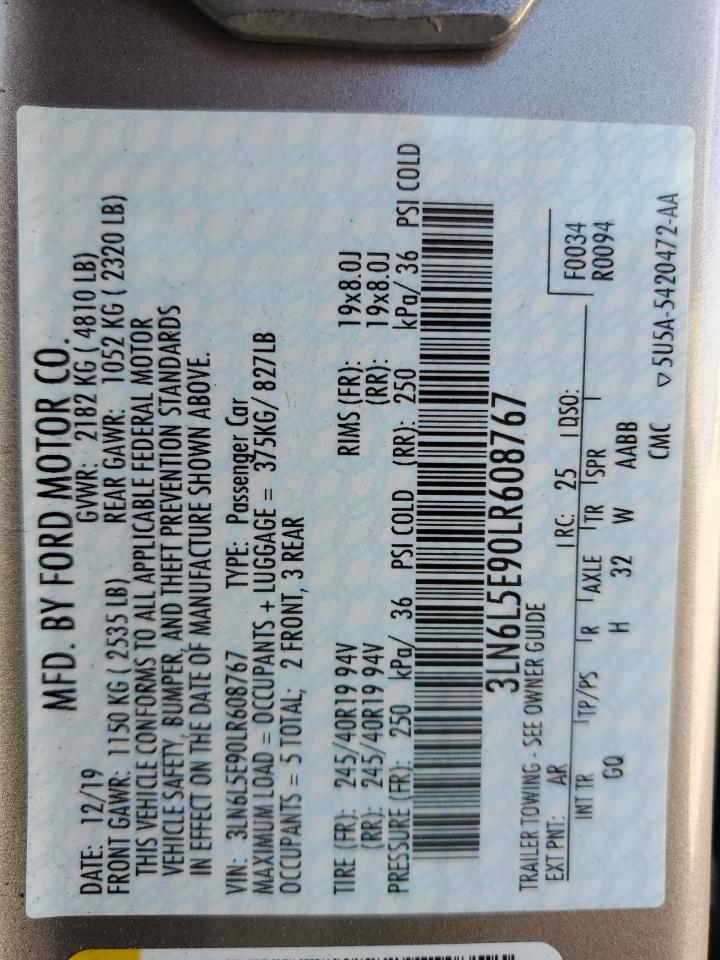 MFD. BY FORD MOTOR CO.
DATE: 12/19 GVWR: 2182 KG ( 4810 LB)
FRONT GAWR: 1150 KG ( 2535 LB) REAR GAWR: 1052 KG ( 2320 LB)
THIS VEHICLE CONFORMS TO ALL APPLICABLE FEDERAL MOTOR
VEHICLE SAFETY, BUMPER, AND THEFT PREVENTION STANDARDS
IN EFFECT ON THE DATE OF MANUFACTURE SHOWN ABOVE.
VIN: 3LN6L5E90LR608767 TYPE: Passenger Car
MAXIMUM LOAD = OCCUPANTS + LUGGAGE = 375KG/ 827LB
OCCUPANTS = 5 TOTAL; 2 FRONT, 3 REAR
TIRE (FR): 245/40R19 94V RIMS (FR): 19x8.0J
(RR): 245/40R19 94V (RR): 19x8.0J
PRESSURE (FR): 250 kPa/ 36 PSI COLD (RR): 250 kPa/ 36 PSI COLD
3LN6L5E90LR608767
TRAILER TOWING - SEE OWNER GUIDE
EXT PNT: AR RC: 25 DSO: F0034
R0094
INT TR TP/PS R AXLE TR SPR
GQ H 32 W AABB
CMC ▽5U5A-5420472-AA